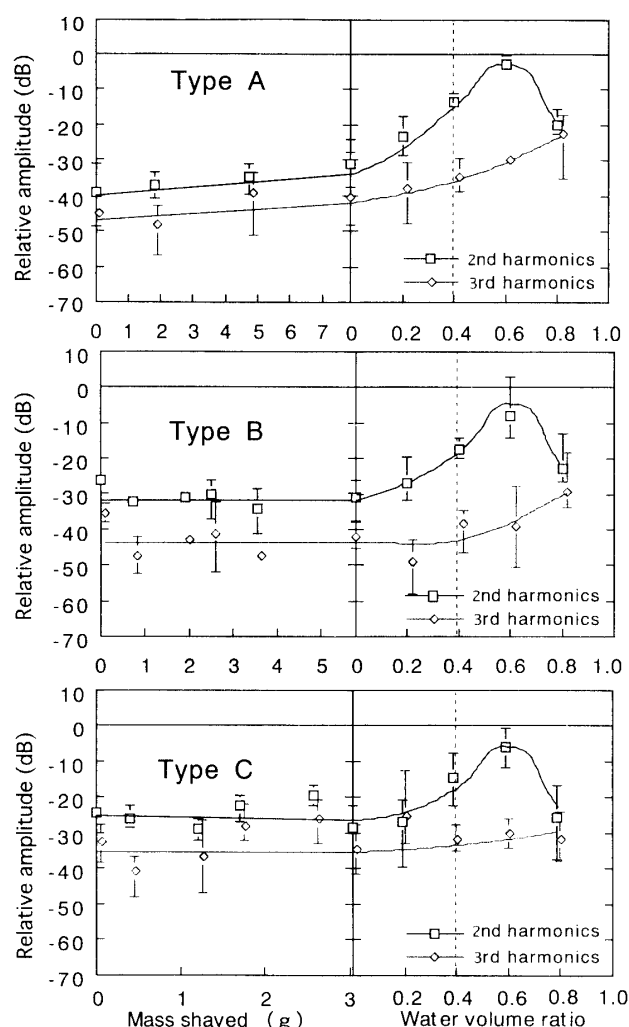 10
0
-10
-20
-30
-40
-50
-60
-70
Relative amplitude (dB)
Type A
2nd harmonics
3rd harmonics
0 1 2 3 4 5 6 7 0 0.2 0.4 0.6 0.8 1.0
10
0
-10
-20
-30
-40
-50
-60
-70
Relative amplitude (dB)
Type B
2nd harmonics
3rd harmonics
0 1 2 3 4 5 0 0.2 0.4 0.6 0.8 1.0
10
0
-10
-20
-30
-40
-50
-60
-70
Relative amplitude (dB)
Type C
2nd harmonics
3rd harmonics
0 1 2 3 0.2 0.4 0.6 0.8 1.0
Mass shaved (g) Water volume ratio